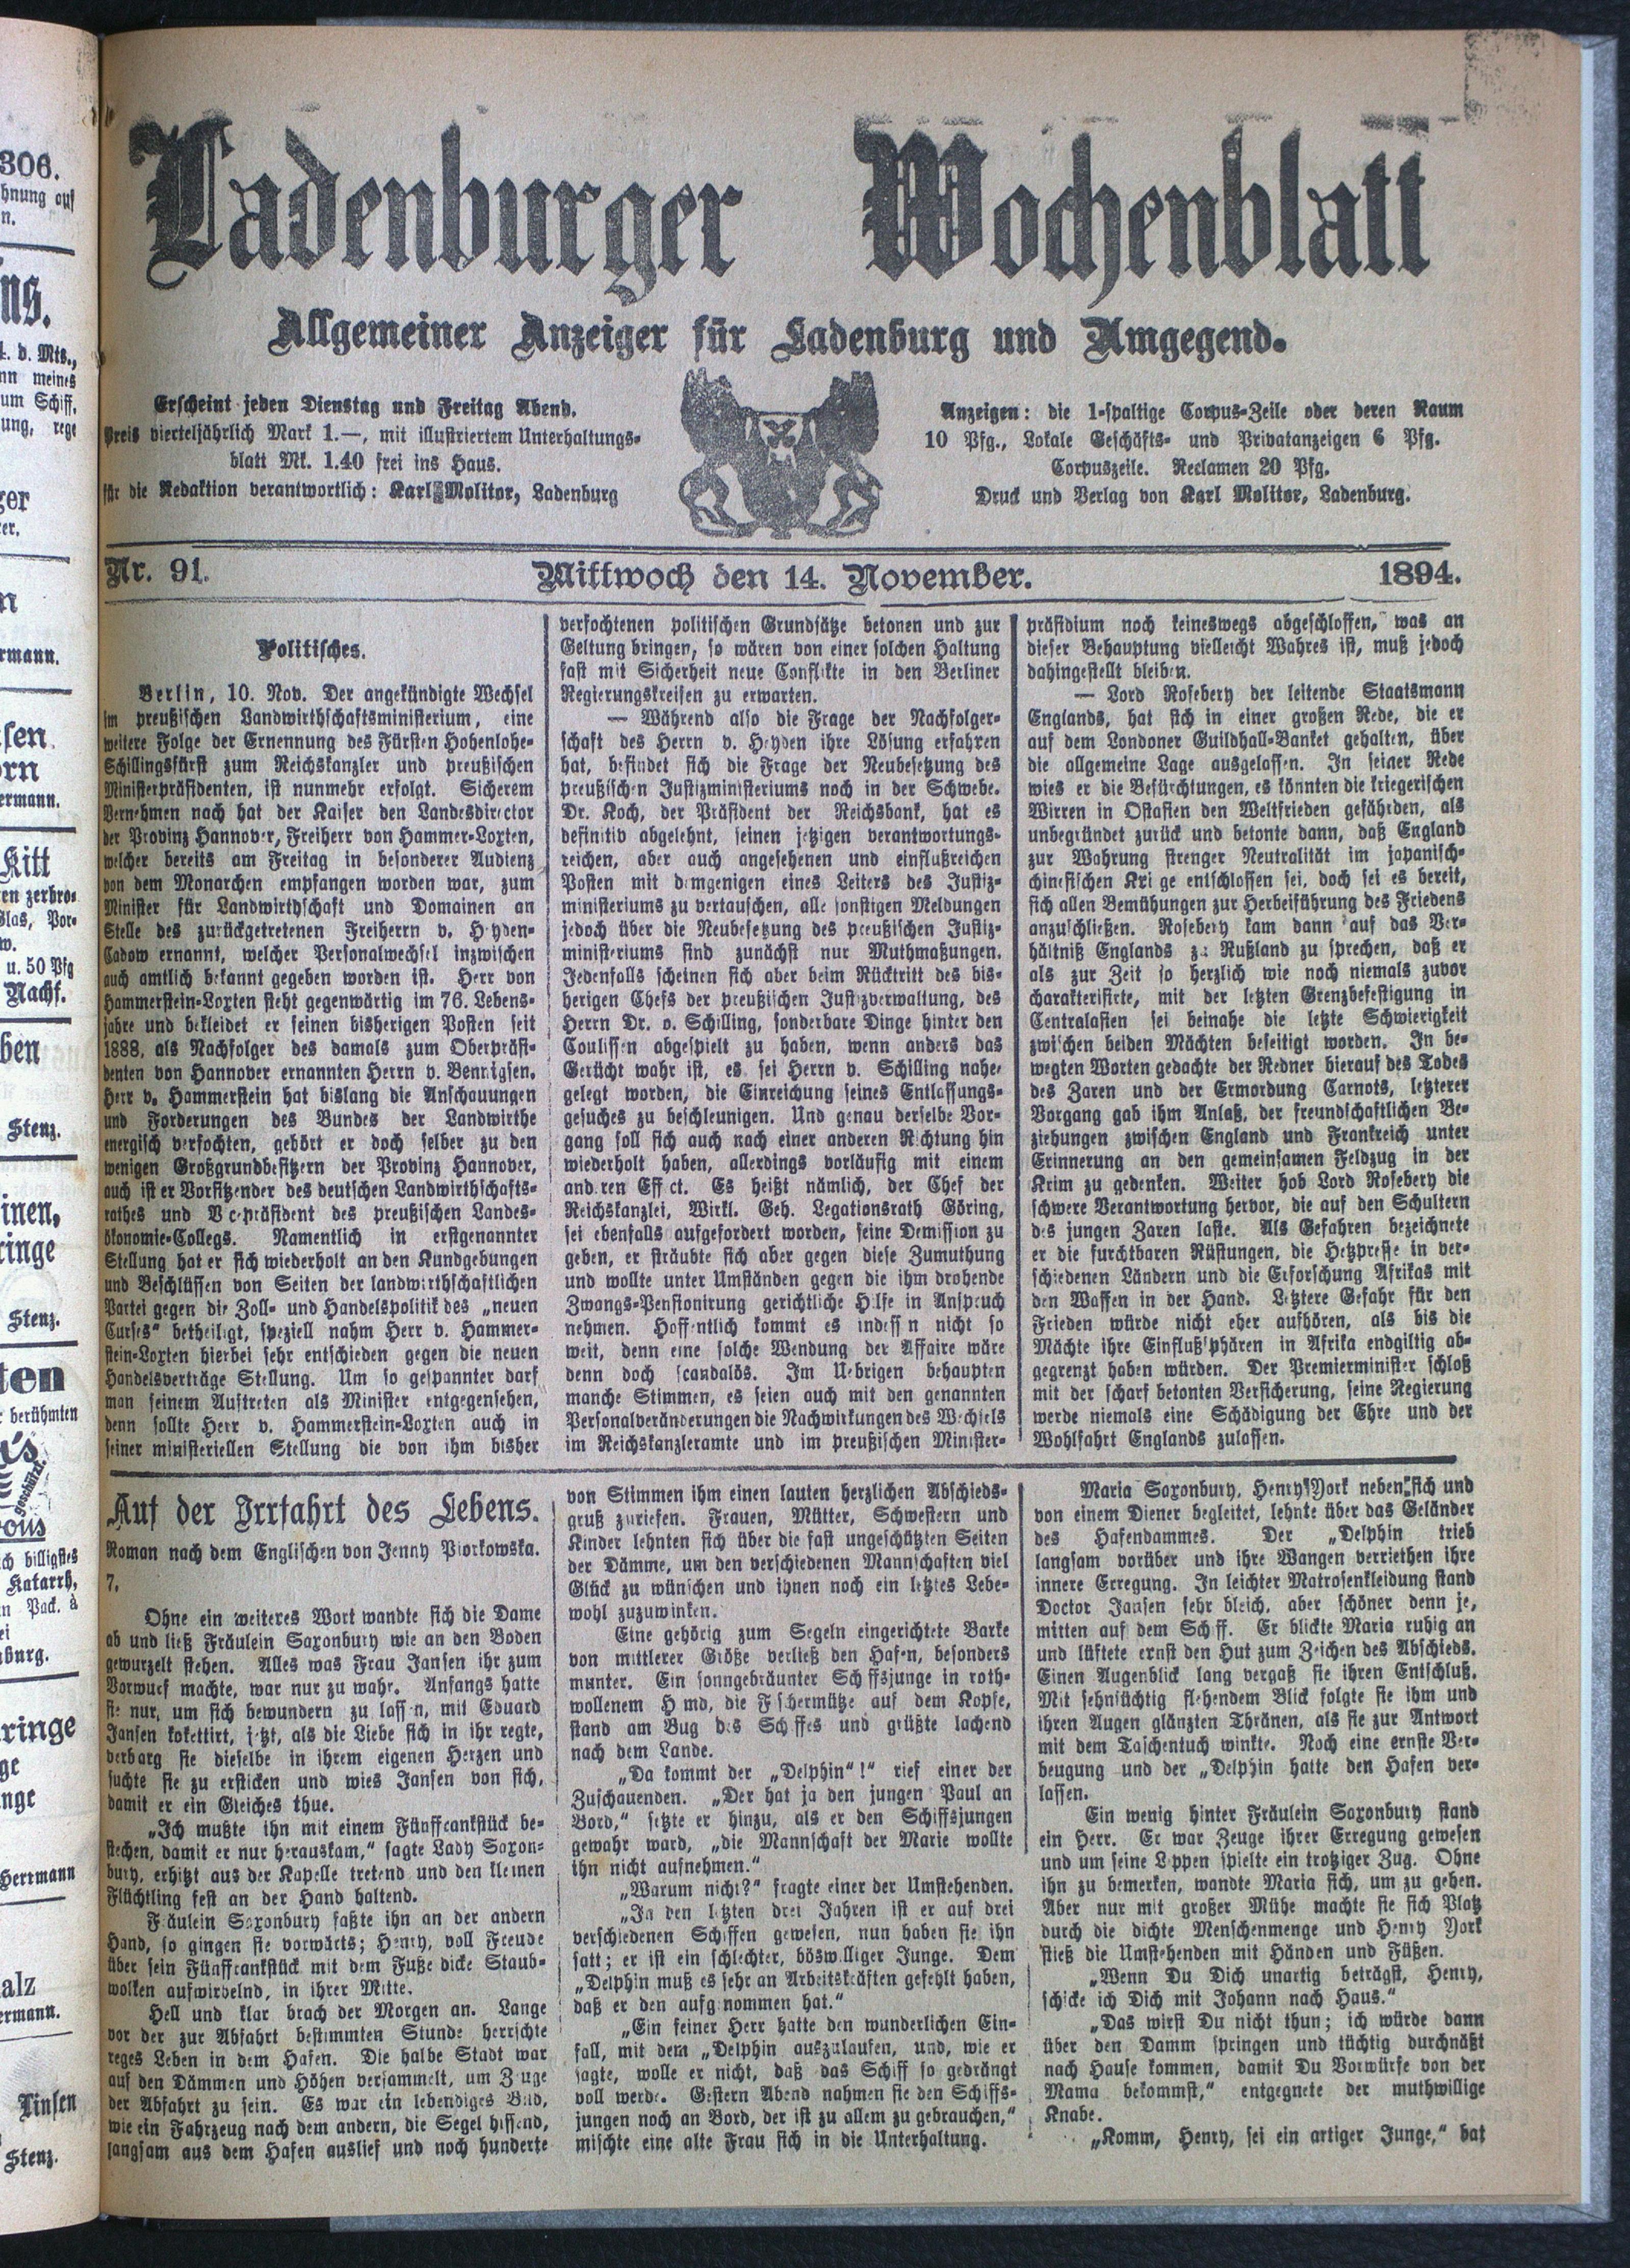 Ladenburger Wochenblatt
Allgemeiner Anzeiger für Ladenburg und Umgegend.
Erscheint jeden Dienstag und Freitag Abend.
Preis vierteljährlich Mark 1.—, mit illustriertem Unterhaltungs-
blatt Mk. 1.40 frei ins Haus.
für die Redaktion verantwortlich: Karl Molitor, Ladenburg
Anzeigen: die 1-spaltige Corpus-Zeile oder deren Raum
10 Pfg., Lokale Geschäfts- und Privatanzeigen 6 Pfg.
Corpuszeile. Reclamen 20 Pfg.
Druck und Verlag von Karl Molitor, Ladenburg.
Nr. 91. Mittwoch den 14. November. 1894.
Politisches.
Berlin, 10. Nov. Der angekündigte Wechsel
im preußischen Landwirthschaftsministerium, eine
weitere Folge der Ernennung des Fürsten Hohenlohe-
Schillingsfürst zum Reichskanzler und preußischen
Ministerpräsidenten, ist nunmehr erfolgt. Sicherem
Vernehmen nach hat der Kaiser den Landesdirector
der Provinz Hannover, Freiherr von Hammer-Loxten,
welcher bereits am Freitag in besonderer Audienz
von dem Monarchen empfangen worden war, zum
Minister für Landwirthschaft und Domainen an
Stelle des zurückgetretenen Freiherrn v. Heyden-
Cadow ernannt, welcher Personalwechsel inzwischen
auch amtlich bekannt gegeben worden ist. Herr von
Hammerstein-Loxten steht gegenwärtig im 76. Lebens-
jahre und bekleidet er seinen bisherigen Posten seit
1888, als Nachfolger des damals zum Oberpräsi-
denten von Hannover ernannten Herrn v. Bennigsen.
Herr v. Hammerstein hat bislang die Anschauungen
und Forderungen des Bundes der Landwirthe
energisch verfochten, gehört er doch selber zu den
wenigen Großgrundbesitzern der Provinz Hannover,
auch ist er Vorsitzender des deutschen Landwirthschafts-
rathes und Vicepräsident des preußischen Landes-
ökonomie-Collegs. Namentlich in erstgenannter
Stellung hat er sich wiederholt an den Kundgebungen
und Beschlüssen von Seiten der landwirthschaftlichen
Partei gegen die Zoll- und Handelspolitik des „neuen
Curses“ betheiligt, speziell nahm Herr v. Hammer-
stein-Loxten hierbei sehr entschieden gegen die neuen
Handelsverträge Stellung. Um so gespannter darf
man seinem Auftreten als Minister entgegensehen,
denn sollte Herr v. Hammerstein-Loxten auch in
seiner ministeriellen Stellung die von ihm bisher
verfochtenen politischen Grundsätze betonen und zur
Geltung bringen, so wären von einer solchen Haltung
fast mit Sicherheit neue Conflikte in den Berliner
Regierungskreisen zu erwarten.
— Während also die Frage der Nachfolger-
schaft des Herrn v. Heyden ihre Lösung erfahren
hat, befindet sich die Frage der Neubesetzung des
preußischen Justizministeriums noch in der Schwebe.
Dr. Koch, der Präsident der Reichsbank, hat es
definitiv abgelehnt, seinen jetzigen verantwortungs-
reichen, aber auch angesehenen und einflußreichen
Posten mit demgenigen eines Leiters des Justiz-
ministeriums zu vertauschen, alle sonstigen Meldungen
jedoch über die Neubesetzung des preußischen Justiz-
ministeriums sind zunächst nur Muthmaßungen.
Jedenfalls scheinen sich aber beim Rücktritt des bis-
herigen Chefs der preußischen Justizverwaltung, des
Herrn Dr. v. Schilling, sonderbare Dinge hinter den
Coulissen abgespielt zu haben, wenn anders das
Gerücht wahr ist, es sei Herrn v. Schilling nahe-
gelegt worden, die Einreichung seines Entlassungs-
gesuches zu beschleunigen. Und genau derselbe Vor-
gang soll sich auch nach einer anderen Richtung hin
wiederholt haben, allerdings vorläufig mit einem
anderen Effect. Es heißt nämlich, der Chef der
Reichskanzlei, Wirkl. Geh. Legationsrath Göring,
sei ebenfalls aufgefordert worden, seine Demission zu
geben, er sträubte sich aber gegen diese Zumuthung
und wollte unter Umständen gegen die ihm drohende
Zwangs-Pensionirung gerichtliche Hilfe in Anspruch
nehmen. Hoffentlich kommt es indessen nicht so
weit, denn eine solche Wendung der Affaire wäre
denn doch scandalös. Im Uebrigen behaupten
manche Stimmen, es seien auch mit den genannten
Personalveränderungen die Nachwirkungen des Wechsels
im Reichskanzleramte und im preußischen Minister-
präsidium noch keineswegs abgeschlossen, was an
dieser Behauptung vielleicht Wahres ist, muß jedoch
dahingestellt bleiben.
— Lord Rosebery der leitende Staatsmann
Englands, hat sich in einer großen Rede, die er
auf dem Londoner Guildhall-Banket gehalten, über
die allgemeine Lage ausgelassen. In seiner Rede
wies er die Befürchtungen, es könnten die kriegerischen
Wirren in Ostasien den Weltfrieden gefährden, als
unbegründet zurück und betonte dann, daß England
zur Wahrung strenger Neutralität im japanisch-
chinesischen Kriege entschlossen sei, doch sei es bereit,
sich allen Bemühungen zur Herbeiführung des Friedens
anzuschließen. Rosebery kam dann auf das Ver-
hältniß Englands zu Rußland zu sprechen, daß er
als zur Zeit so herzlich wie noch niemals zuvor
charakterisirte, mit der letzten Grenzbefestigung in
Centralasien sei beinahe die letzte Schwierigkeit
zwischen beiden Mächten beseitigt worden. In be-
wegten Worten gedachte der Redner hierauf des Todes
des Zaren und der Ermordung Carnots, letzterer
Vorgang gab ihm Anlaß, der freundschaftlichen Be-
ziehungen zwischen England und Frankreich unter
Erinnerung an den gemeinsamen Feldzug in der
Krim zu gedenken. Weiter hob Lord Rosebery die
schwere Verantwortung hervor, die auf den Schultern
des jungen Zaren laste. Als Gefahren bezeichnete
er die furchtbaren Rüstungen, die Hetzpresse in ver-
schiedenen Ländern und die Erforschung Afrikas mit
den Waffen in der Hand. Letztere Gefahr für den
Frieden würde nicht eher aufhören, als bis die
Mächte ihre Einflußsphären in Afrika endgiltig ab-
gegrenzt haben würden. Der Premierminister schloß
mit der scharf betonten Versicherung, seine Regierung
werde niemals eine Schädigung der Ehre und der
Wohlfahrt Englands zulassen.
Auf der Irrfahrt des Lebens.
Roman nach dem Englischen von Jenny Piorkowska.
7.
Ohne ein weiteres Wort wandte sich die Dame
ab und ließ Fräulein Saxonbury wie an den Boden
gewurzelt stehen. Alles was Frau Jansen ihr zum
Vorwurf machte, war nur zu wahr. Anfangs hatte
sie nur, um sich bewundern zu lassen, mit Eduard
Jansen kokettirt, jetzt, als die Liebe sich in ihr regte,
verbarg sie dieselbe in ihrem eigenen Herzen und
suchte sie zu ersticken und wies Jansen von sich,
damit er ein Gleiches thue.
„Ich mußte ihn mit einem Fünffrankstück be-
stechen, damit er nur herauskam,“ sagte Lady Saxon-
bury, erhitzt aus der Kapelle tretend und den kleinen
Flüchtling fest an der Hand haltend.
Fräulein Saxonbury faßte ihn an der andern
Hand, so gingen sie vorwärts; Henry, voll Freude
über sein Fünffrankstück mit dem Fuße dicke Staub-
wolken aufwirbelnd, in ihrer Mitte.
Hell und klar brach der Morgen an. Lange
vor der zur Abfahrt bestimmten Stunde herrschte
reges Leben in dem Hafen. Die halbe Stadt war
auf den Dämmen und Höhen versammelt, um Zeuge
der Abfahrt zu sein. Es war ein lebendiges Bild,
wie ein Fahrzeug nach dem andern, die Segel hissend,
langsam aus dem Hafen auslief und noch hunderte
von Stimmen ihm einen lauten herzlichen Abschieds-
gruß zuriefen. Frauen, Mütter, Schwestern und
Kinder lehnten sich über die fast ungeschützten Seiten
der Dämme, um den verschiedenen Mannschaften viel
Glück zu wünschen und ihnen noch ein letztes Lebe-
wohl zuzuwinken.
Eine gehörig zum Segeln eingerichtete Barke
von mittlerer Größe verließ den Hafen, besonders
munter. Ein sonngebräunter Schiffsjunge in roth-
wollenem Hemd, die Fischermütze auf dem Kopfe,
stand am Bug des Schiffes und grüßte lachend
nach dem Lande.
„Da kommt der „Delphin“!“ rief einer der
Zuschauenden. „Der hat ja den jungen Paul an
Bord,“ setzte er hinzu, als er den Schiffsjungen
gewahr ward, „die Mannschaft der Marie wollte
ihn nicht aufnehmen.“
„Warum nicht?“ fragte einer der Umstehenden.
„In den letzten drei Jahren ist er auf drei
verschiedenen Schiffen gewesen, nun haben sie ihn
satt; er ist ein schlechter, böswilliger Junge. Dem
„Delphin muß es sehr an Arbeitskräften gefehlt haben,
daß er den aufgenommen hat.“
„Ein feiner Herr hatte den wunderlichen Ein-
fall, mit dem „Delphin auszulaufen, und, wie er
sagte, wolle er nicht, daß das Schiff so gedrängt
voll werde. Gestern Abend nahmen sie den Schiffs-
jungen noch an Bord, der ist zu allem zu gebrauchen,“
mischte eine alte Frau sich in die Unterhaltung.
Maria Saxonbury, Henry York neben sich und
von einem Diener begleitet, lehnte über das Geländer
des Hafendammes. Der „Delphin trieb
langsam vorüber und ihre Wangen verriethen ihre
innere Erregung. In leichter Matrosenkleidung stand
Doctor Jansen sehr bleich, aber schöner denn je,
mitten auf dem Schiff. Er blickte Maria ruhig an
und lüftete ernst den Hut zum Zeichen des Abschieds.
Einen Augenblick lang vergaß sie ihren Entschluß.
Mit sehnsüchtig flehendem Blick folgte sie ihm und
ihren Augen glänzten Thränen, als sie zur Antwort
mit dem Taschentuch winkte. Noch eine ernste Ver-
beugung und der „Delphin hatte den Hafen ver-
lassen.
Ein wenig hinter Fräulein Saxonbury stand
ein Herr. Er war Zeuge ihrer Erregung gewesen
und um seine Lippen spielte ein trotziger Zug. Ohne
ihn zu bemerken, wandte Maria sich, um zu gehen.
Aber nur mit großer Mühe machte sie sich Platz
durch die dichte Menschenmenge und Henry York
stieß die Umstehenden mit Händen und Füßen.
„Wenn Du Dich unartig beträgst, Henry,
schicke ich Dich mit Johann nach Haus.“
„Das wirst Du nicht thun; ich würde dann
über den Damm springen und tüchtig durchnäßt
nach Hause kommen, damit Du Vorwürfe von der
Mama bekommst,“ entgegnete der muthwillige
Knabe.
„Komm, Henry, sei ein artiger Junge,“ bat